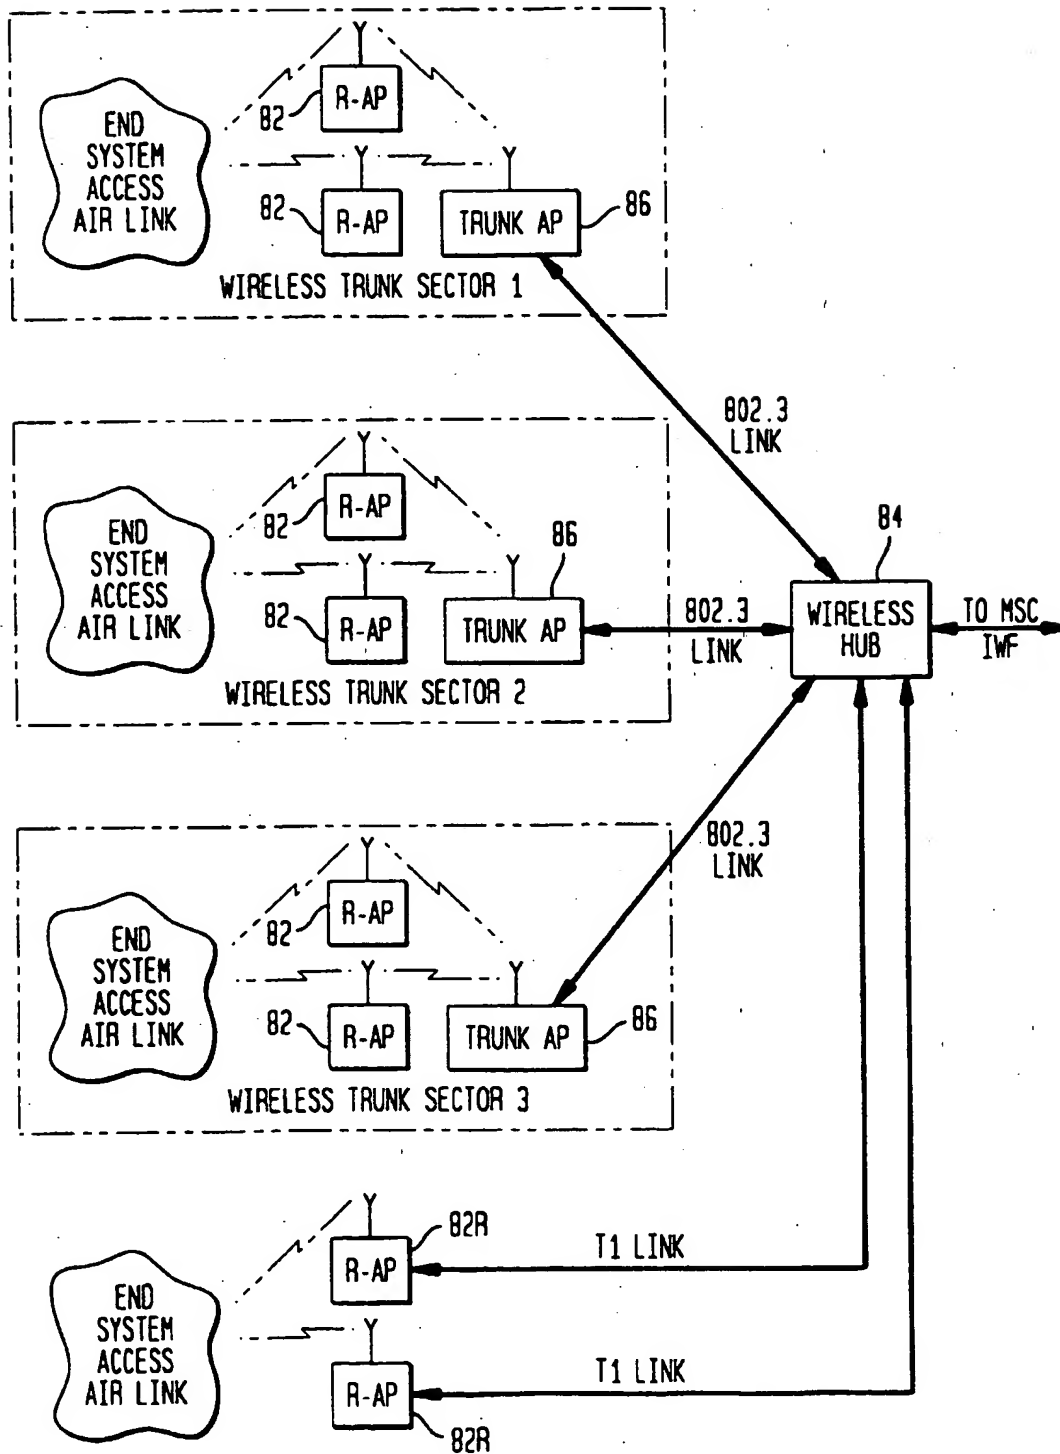 R-AP
82
END
SYSTEM
ACCESS
AIR LINK
82
R-AP
TRUNK AP
86
WIRELESS TRUNK SECTOR 1
802.3
LINK
R-AP
82
END
SYSTEM
ACCESS
AIR LINK
82
R-AP
TRUNK AP
86
WIRELESS TRUNK SECTOR 2
802.3
LINK
84
WIRELESS
HUB
TO MSC
IWF
802.3
LINK
R-AP
82
END
SYSTEM
ACCESS
AIR LINK
82
R-AP
TRUNK AP
86
WIRELESS TRUNK SECTOR 3
82R
R-AP
T1 LINK
END
SYSTEM
ACCESS
AIR LINK
R-AP
T1 LINK
82R